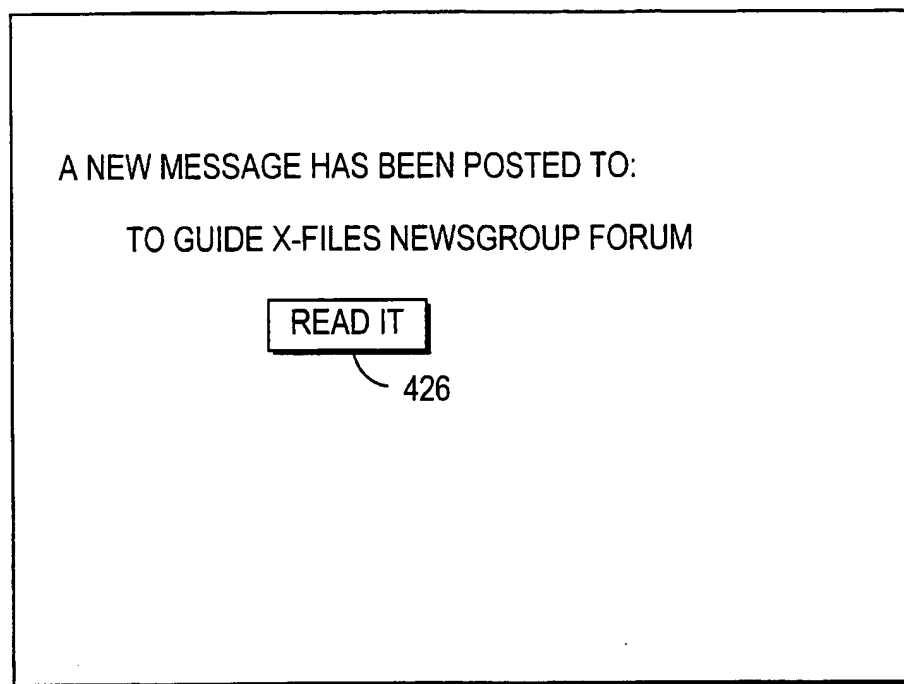 A NEW MESSAGE HAS BEEN POSTED TO:
TO GUIDE X-FILES NEWSGROUP FORUM
READ IT
426